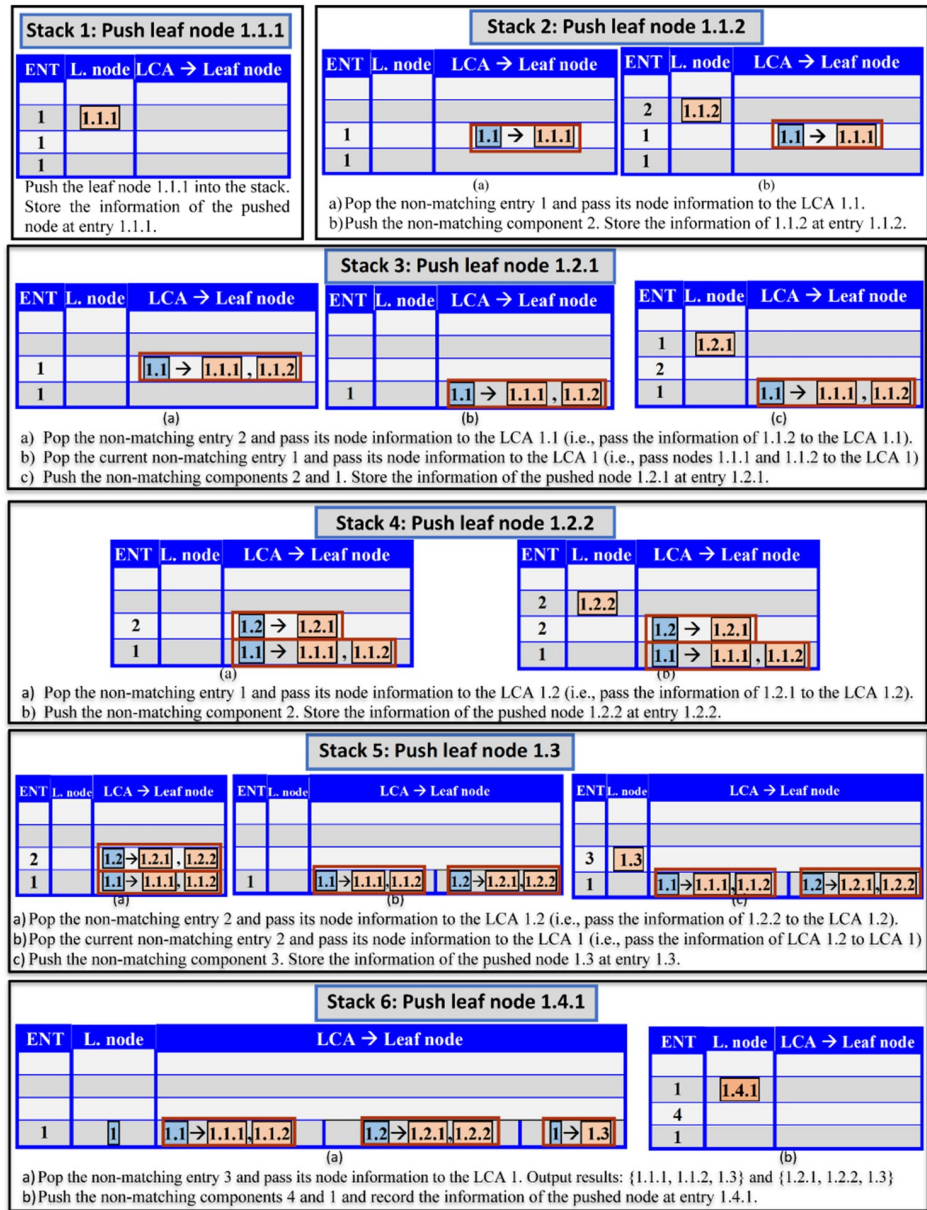 Stack 1: Push leaf node 1.1.1
ENT L. node LCA → Leaf node
1 1.1.1
1
1
Push the leaf node 1.1.1 into the stack.
Store the information of the pushed
node at entry 1.1.1.
Stack 2: Push leaf node 1.1.2
ENT L. node LCA → Leaf node
1 1.1 → 1.1.1
1
(a)
ENT L. node LCA → Leaf node
2 1.1.2
1 1.1 → 1.1.1
1
(b)
a) Pop the non-matching entry 1 and pass its node information to the LCA 1.1.
b) Push the non-matching component 2. Store the information of 1.1.2 at entry 1.1.2.
Stack 3: Push leaf node 1.2.1
ENT L. node LCA → Leaf node
1 1.1 → 1.1.1 , 1.1.2
1
(a)
ENT L. node LCA → Leaf node
1 1.1 → 1.1.1 , 1.1.2
(b)
ENT L. node LCA → Leaf node
1 1.2.1
2
1 1.1 → 1.1.1 , 1.1.2
(c)
a) Pop the non-matching entry 2 and pass its node information to the LCA 1.1 (i.e., pass the information of 1.1.2 to the LCA 1.1).
b) Pop the current non-matching entry 1 and pass its node information to the LCA 1 (i.e., pass nodes 1.1.1 and 1.1.2 to the LCA 1)
c) Push the non-matching components 2 and 1. Store the information of the pushed node 1.2.1 at entry 1.2.1.
Stack 4: Push leaf node 1.2.2
ENT L. node LCA → Leaf node
2 1.2 → 1.2.1
1 1.1 → 1.1.1 , 1.1.2
(a)
ENT L. node LCA → Leaf node
2 1.2.2
2 1.2 → 1.2.1
1 1.1 → 1.1.1 , 1.1.2
(b)
a) Pop the non-matching entry 1 and pass its node information to the LCA 1.2 (i.e., pass the information of 1.2.1 to the LCA 1.2).
b) Push the non-matching component 2. Store the information of the pushed node 1.2.2 at entry 1.2.2.
Stack 5: Push leaf node 1.3
ENT L. node LCA → Leaf node
2 1.2 → 1.2.1 , 1.2.2
1 1.1 → 1.1.1, 1.1.2
(a)
ENT L. node LCA → Leaf node
1 1.1 → 1.1.1, 1.1.2 1.2 → 1.2.1, 1.2.2
(b)
ENT L. node LCA → Leaf node
3 1.3
1 1.1 → 1.1.1, 1.1.2 1.2 → 1.2.1, 1.2.2
(c)
a) Pop the non-matching entry 2 and pass its node information to the LCA 1.2 (i.e., pass the information of 1.2.2 to the LCA 1.2).
b) Pop the current non-matching entry 2 and pass its node information to the LCA 1 (i.e., pass the information of LCA 1.2 to LCA 1)
c) Push the non-matching component 3. Store the information of the pushed node 1.3 at entry 1.3.
Stack 6: Push leaf node 1.4.1
ENT L. node LCA → Leaf node
1 1 1.1 → 1.1.1, 1.1.2 1.2 → 1.2.1, 1.2.2 1 → 1.3
(a)
ENT L. node LCA → Leaf node
1 1.4.1
4
1
(b)
a) Pop the non-matching entry 3 and pass its node information to the LCA 1. Output results: {1.1.1, 1.1.2, 1.3} and {1.2.1, 1.2.2, 1.3}
b) Push the non-matching components 4 and 1 and record the information of the pushed node at entry 1.4.1.